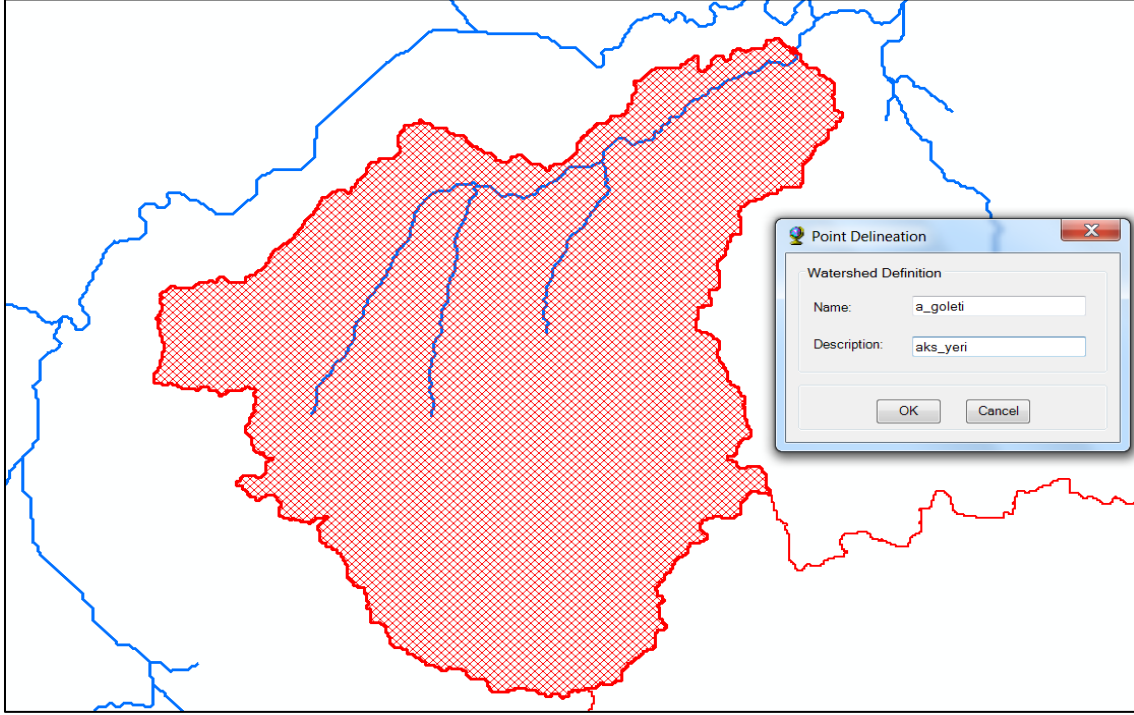 Point Delineation
Watershed Definition
Name: a_goleti
Description: aks_yeri
OK Cancel